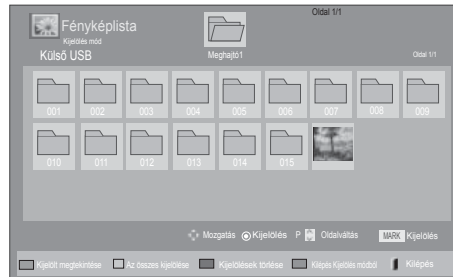 Oldal 1/1
Fényképlista
Kijelölés mód
Külső USB
Meghajtó1
Oldal 1/1
001 002 003 004 005 006 007 008 009
010 011 012 013 014 015
Mozgatás Kijelölés P Oldalváltás MARK Kijelölés
Kijelölt megtekintése Az összes kijelölése Kijelölések törlése Kilépés Kijelölés módból Kilépés